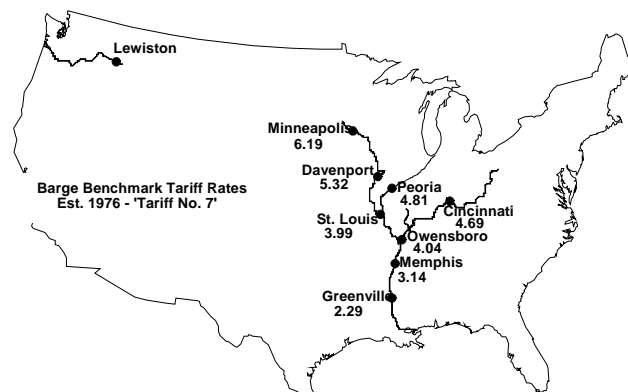 Lewiston
Minneapolis
6.19
Davenport
5.32
Peoria
4.81
Barge Benchmark Tariff Rates
Est. 1976 - 'Tariff No. 7'
Cincinnati
4.69
St. Louis
3.99
Owensboro
4.04
Memphis
3.14
Greenville
2.29